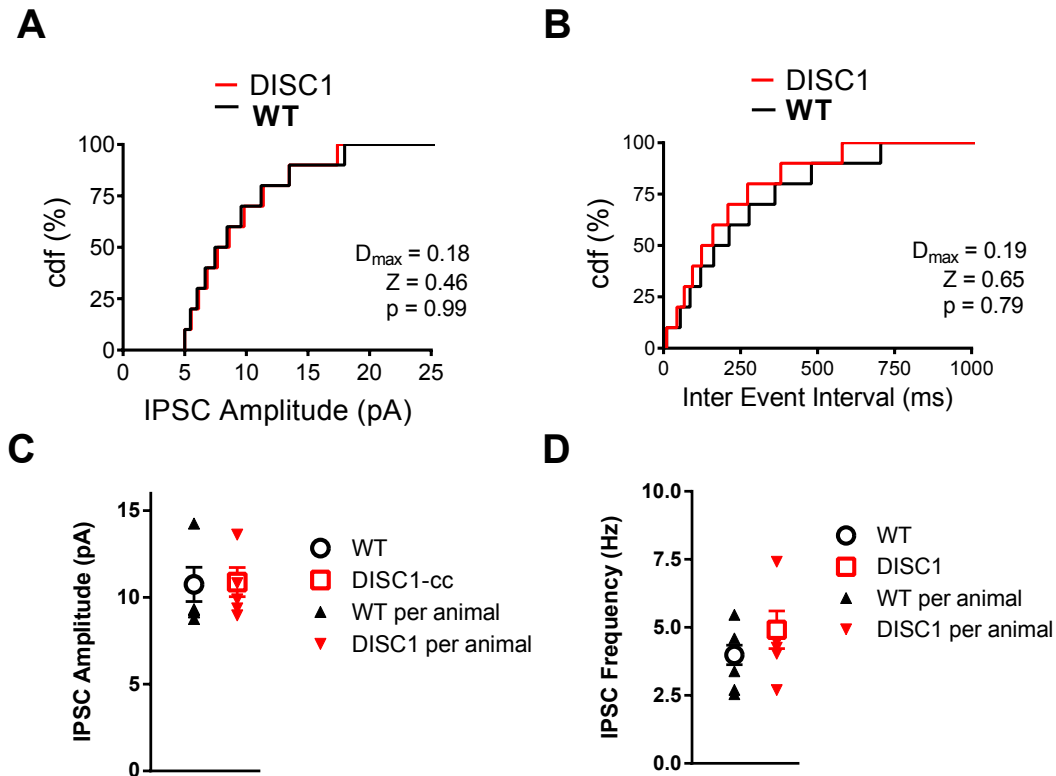 A
DISC1
WT
100
75
50
25
0
cdf (%)
D_max = 0.18
Z = 0.46
p = 0.99
0 5 10 15 20 25
IPSC Amplitude (pA)
B
DISC1
WT
100
75
50
25
0
cdf (%)
D_max = 0.19
Z = 0.65
p = 0.79
0 250 500 750 1000
Inter Event Interval (ms)
C
15
10
5
0
IPSC Amplitude (pA)
WT
DISC1-cc
WT per animal
DISC1 per animal
D
10.0
7.5
5.0
2.5
0.0
IPSC Frequency (Hz)
WT
DISC1
WT per animal
DISC1 per animal